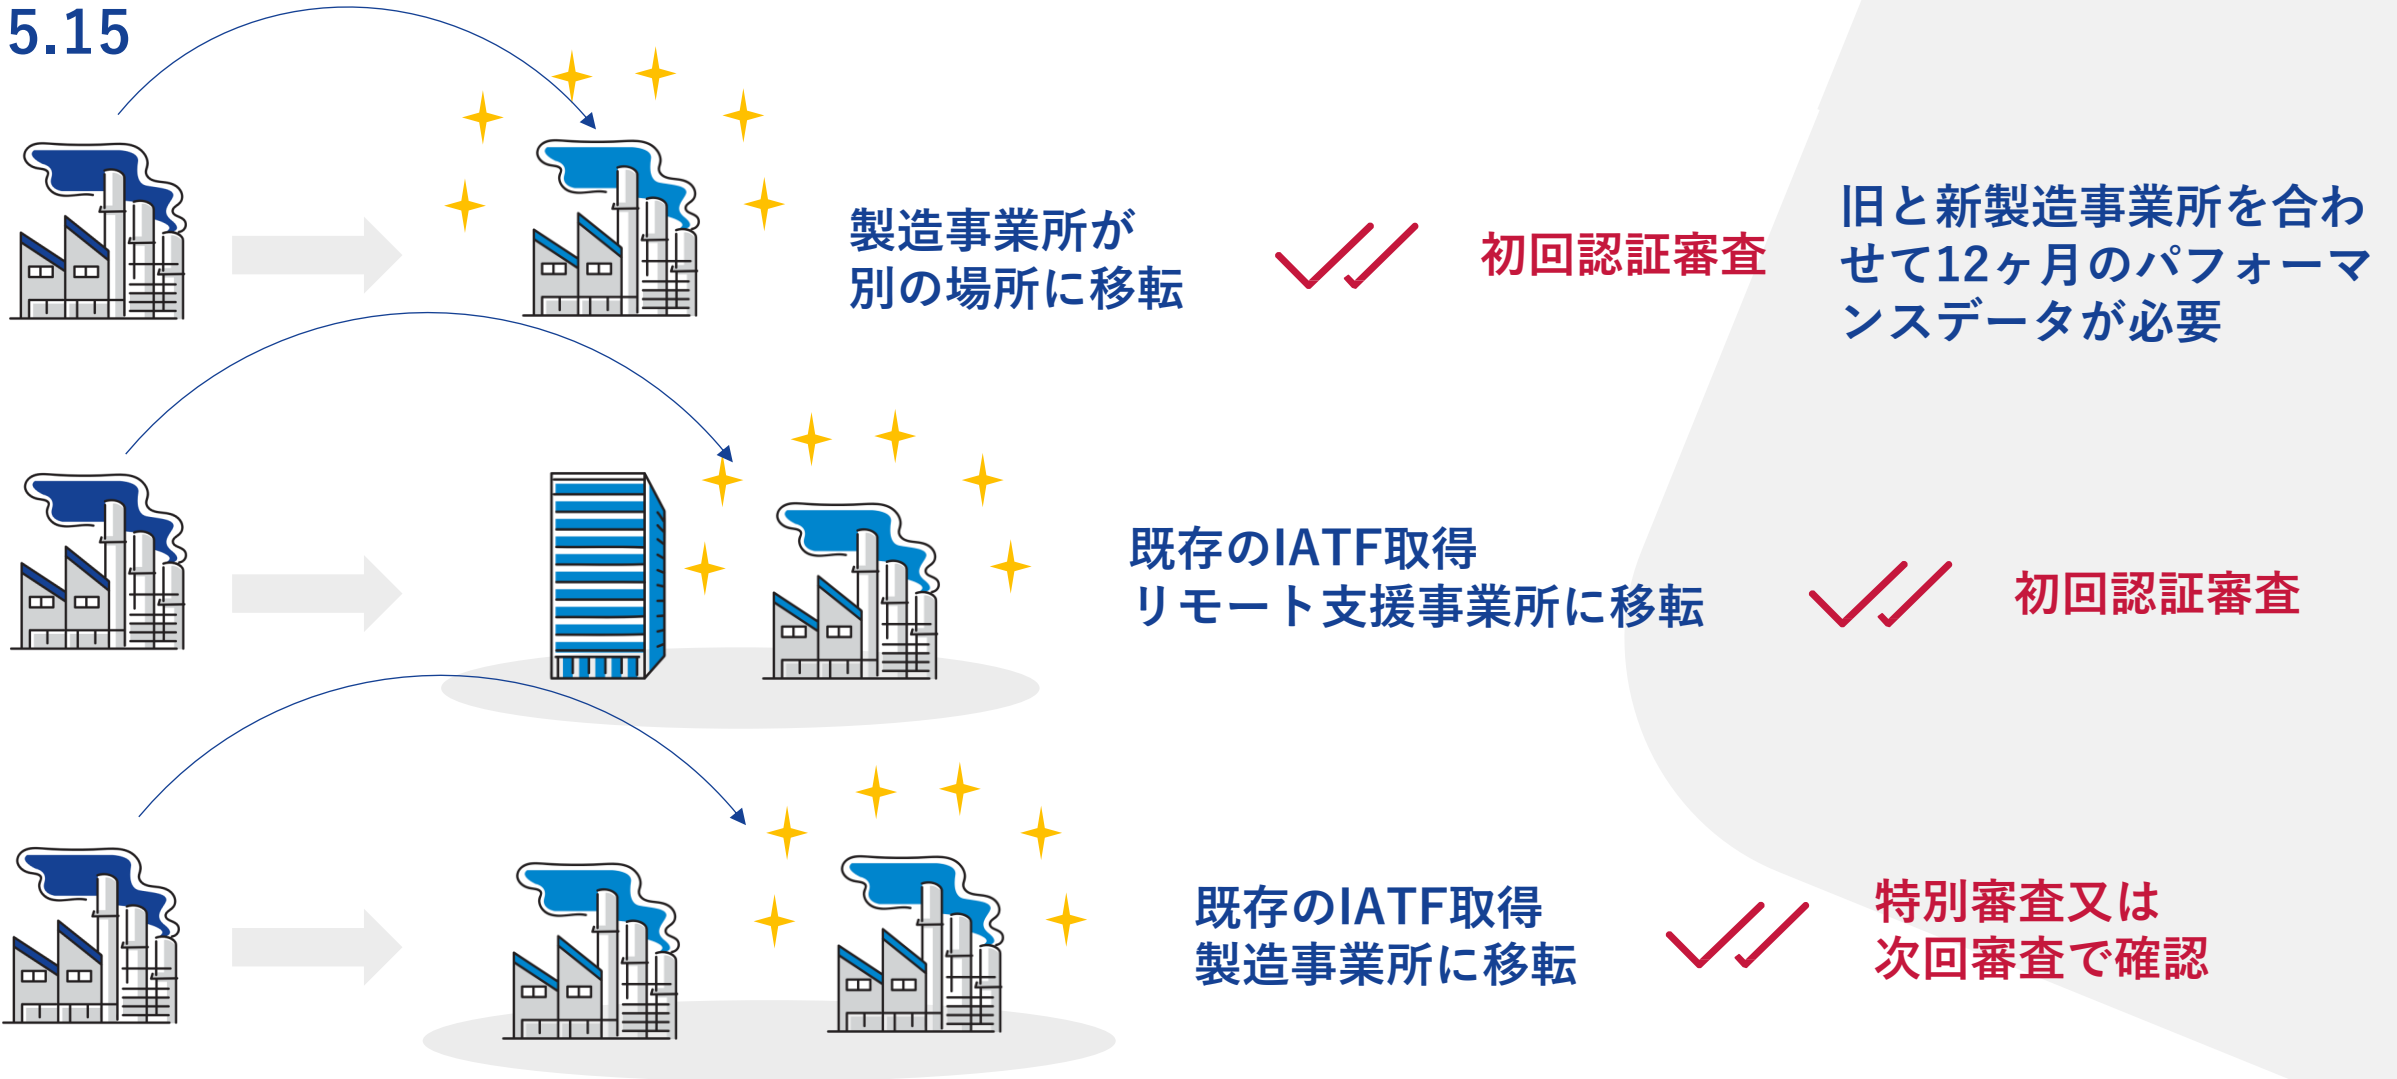 5.15
製造事業所が
別の場所に移転
初回認証審査
旧と新製造事業所を合わ
せて12ヶ月のパフォーマ
ンスデータが必要
既存のIATF取得
リモート支援事業所に移転
初回認証審査
既存のIATF取得
製造事業所に移転
特別審査又は
次回審査で確認